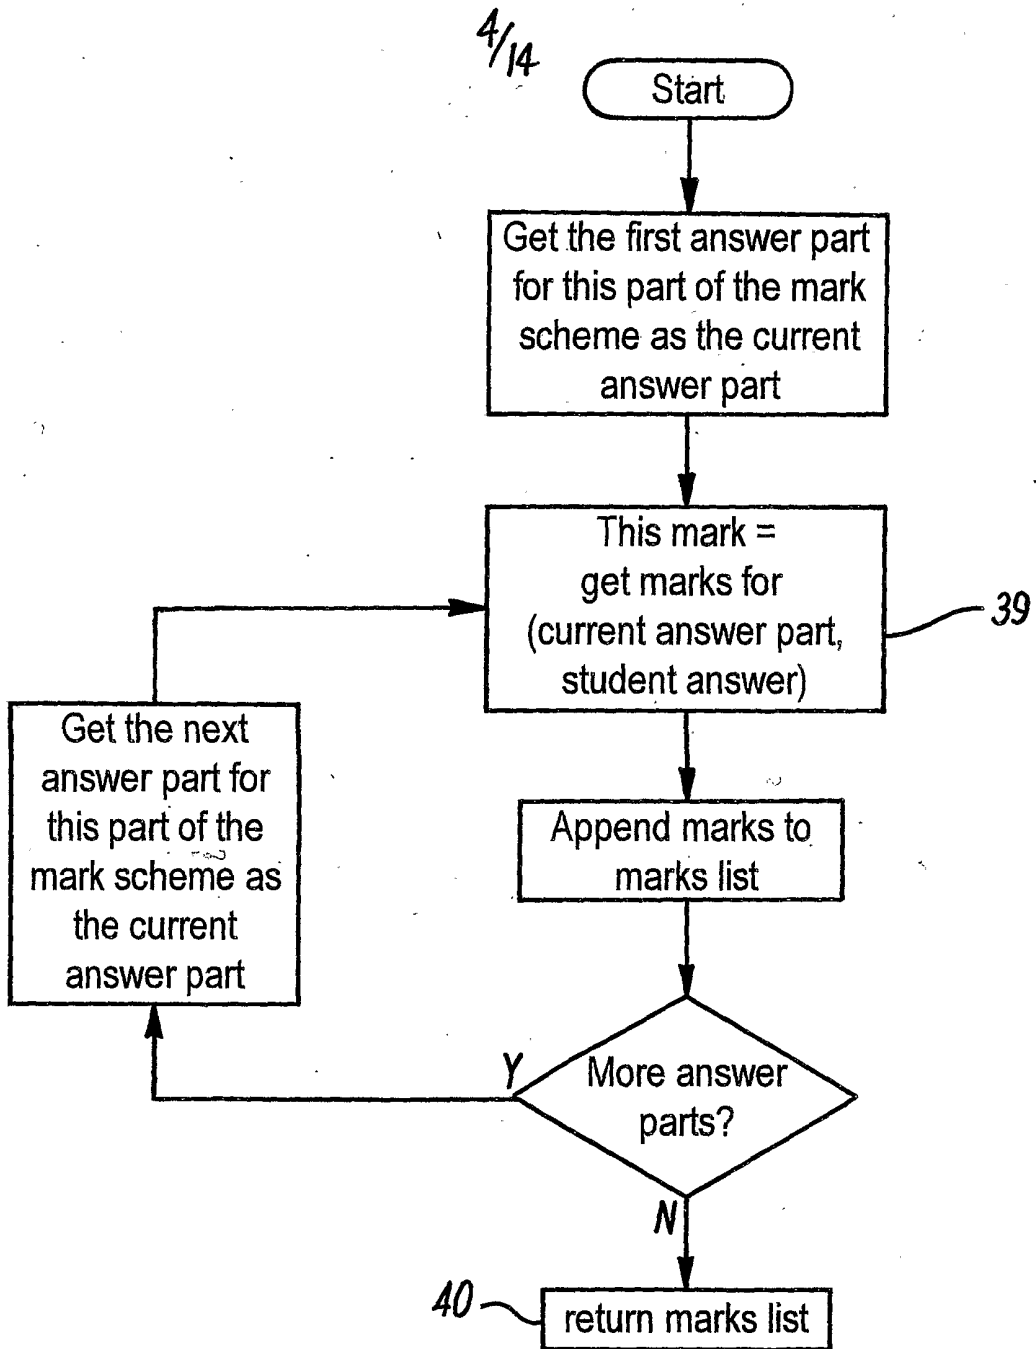 4/14
Start
Get the first answer part
for this part of the mark
scheme as the current
answer part
This mark =
get marks for
(current answer part,
student answer)
39
Get the next
answer part for
this part of the
mark scheme as
the current
answer part
Append marks to
marks list
Y
More answer
parts?
N
40
return marks list